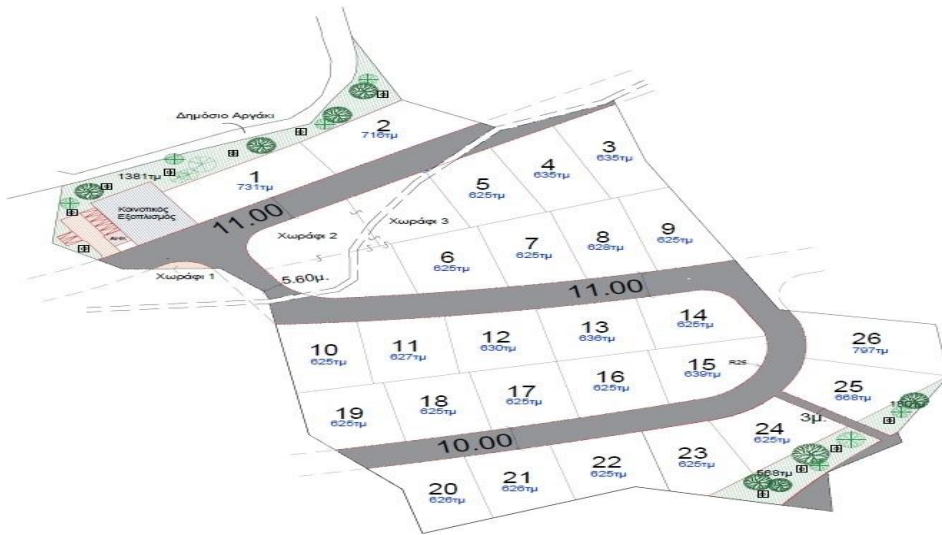 Δημόσιο Αργάκι
2
716τμ
1381τμ
1
731τμ
Κοινοτικός
Εξοπλισμός
11.00
3
635τμ
4
635τμ
5
625τμ
Χωράφι 3
Χωράφι 2
Χωράφι 1
5.60μ.
6
625τμ
7
625τμ
8
628τμ
9
625τμ
11.00
10
625τμ
11
627τμ
12
630τμ
13
636τμ
14
625τμ
15
639τμ
R25
16
625τμ
17
625τμ
18
625τμ
19
625τμ
10.00
26
797τμ
25
668τμ
3μ.
24
625τμ
23
625τμ
22
625τμ
21
626τμ
20
626τμ
568τμ